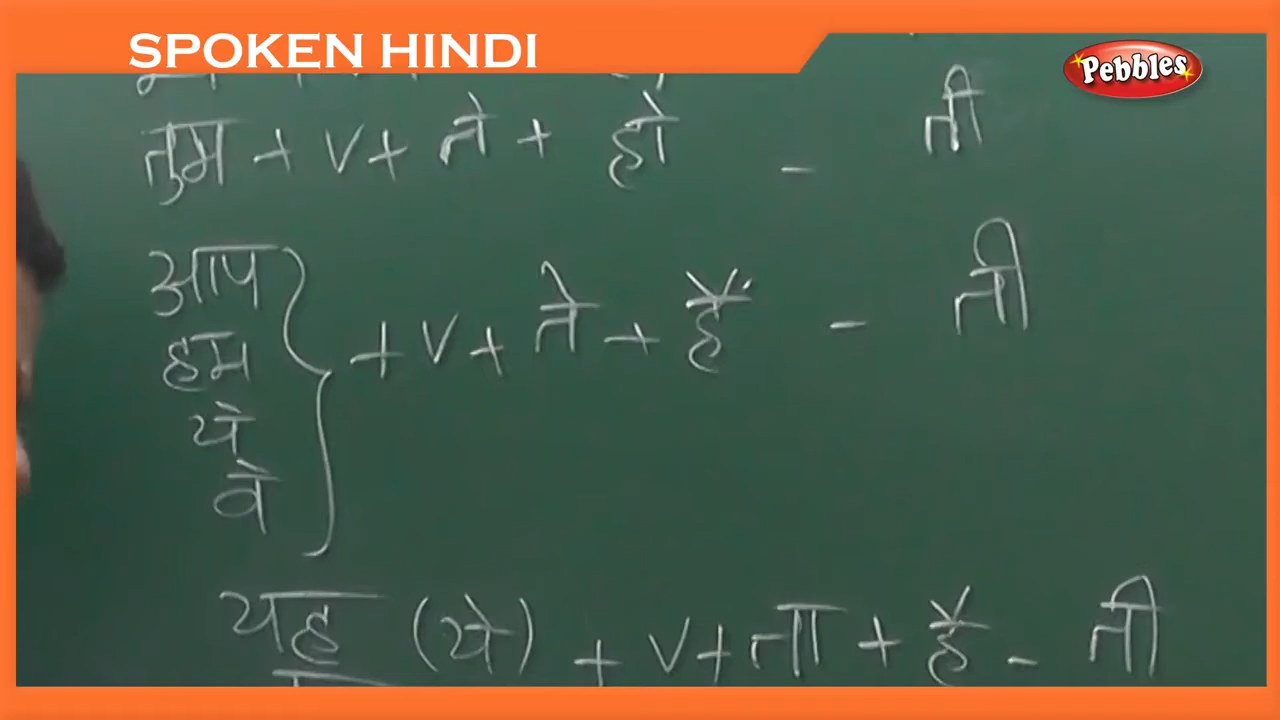 SPOKEN HINDI
Pebbles
तुम + V + ते + हो - ती
आप
हम
ये
वे
} + V + ते + हैं - ती
यह (ये) + V + ता + है - ती